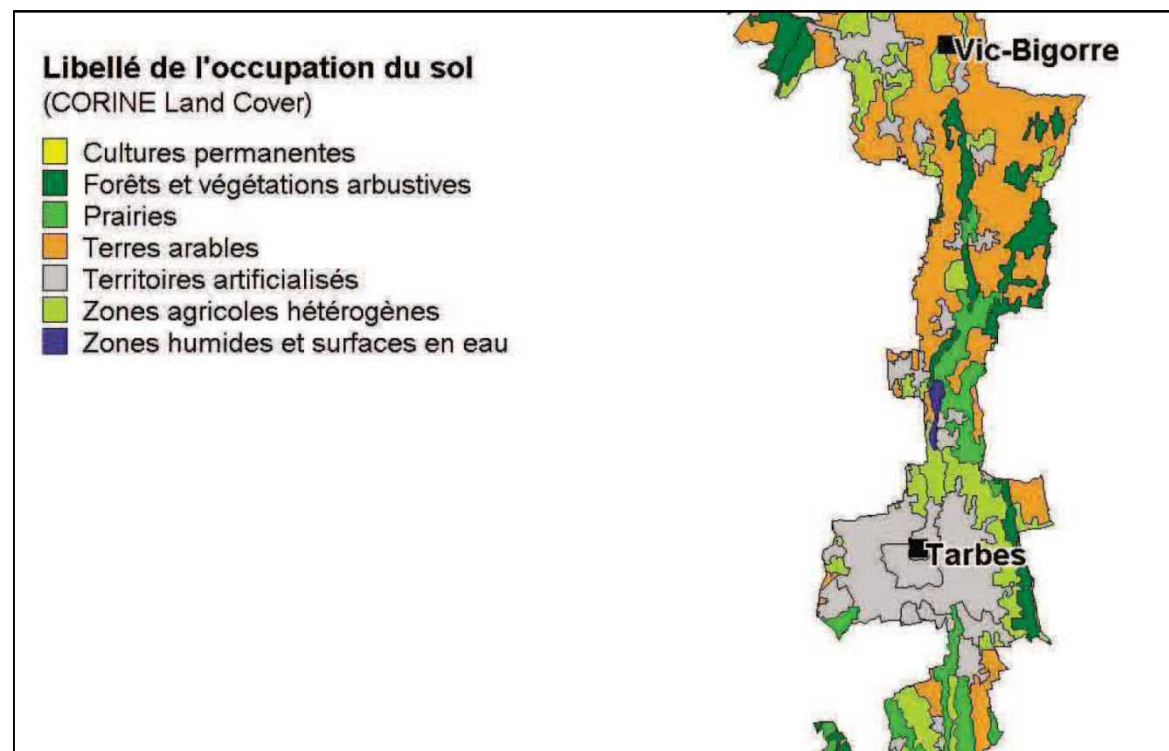 Libellé de l'occupation du sol
(CORINE Land Cover)
Cultures permanentes
Forêts et végétations arbustives
Prairies
Terres arables
Territoires artificialisés
Zones agricoles hétérogènes
Zones humides et surfaces en eau
Vic-Bigorre
Tarbes